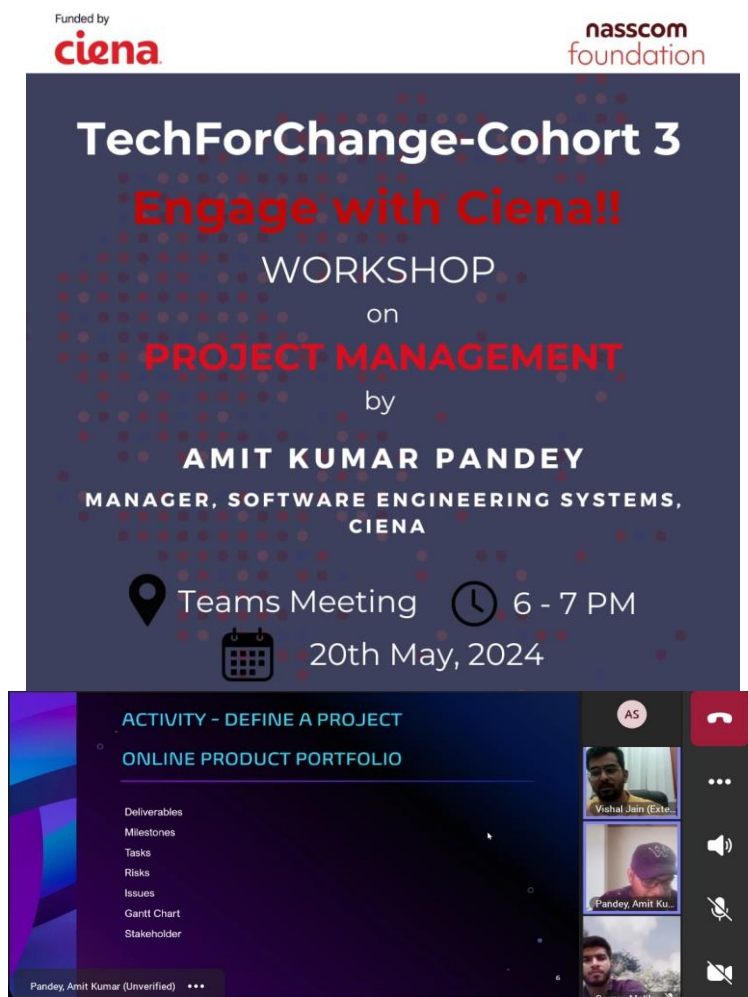 Funded by
ciena
nasscom
foundation
TechForChange-Cohort 3
Engage with Ciena!!
WORKSHOP
on
PROJECT MANAGEMENT
by
AMIT KUMAR PANDEY
MANAGER, SOFTWARE ENGINEERING SYSTEMS,
CIENA
Teams Meeting
6 - 7 PM
20th May, 2024
ACTIVITY - DEFINE A PROJECT
ONLINE PRODUCT PORTFOLIO
Deliverables
Milestones
Tasks
Risks
Issues
Gantt Chart
Stakeholder
6
Pandey, Amit Kumar (Unverified)
AS
Vishal Jain (Exte...
Pandey, Amit Ku...